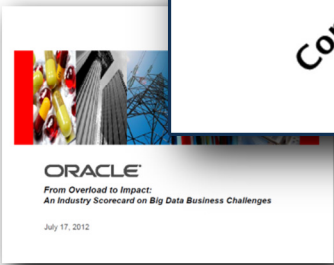 ORACLE
From Overload to Impact:
An Industry Scorecard on Big Data Business Challenges
July 17, 2012